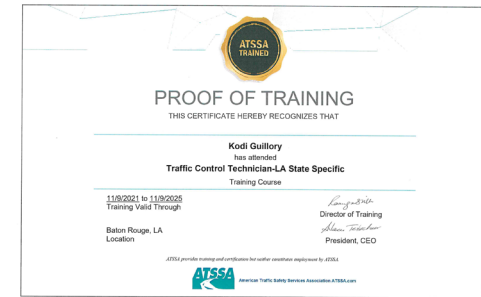 ATSSA
TRAINED
PROOF OF TRAINING
THIS CERTIFICATE HEREBY RECOGNIZES THAT
Kodi Guillory
has attended
Traffic Control Technician-LA State Specific
Training Course
11/9/2021 to 11/9/2025
Training Valid Through
Director of Training
Baton Rouge, LA
Location
President, CEO
ATSSA provides training and certification but neither constitutes employment by ATSSA
ATSSA
American Traffic Safety Services Association ATSSA.com